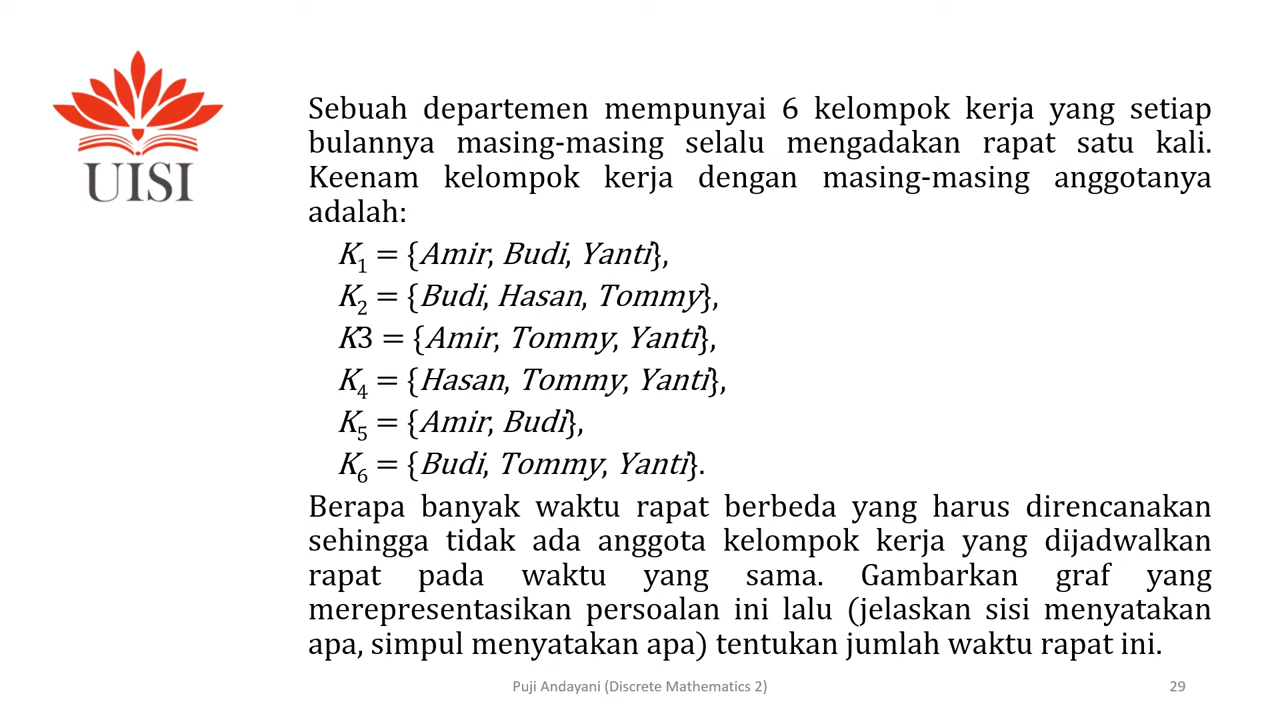 UISI
Sebuah departemen mempunyai 6 kelompok kerja yang setiap
bulannya masing-masing selalu mengadakan rapat satu kali.
Keenam kelompok kerja dengan masing-masing anggotanya
adalah:
K₁ = {Amir, Budi, Yanti},
K₂ = {Budi, Hasan, Tommy},
K3 = {Amir, Tommy, Yanti},
K₄ = {Hasan, Tommy, Yanti},
K₅ = {Amir, Budi},
K₆ = {Budi, Tommy, Yanti}.
Berapa banyak waktu rapat berbeda yang harus direncanakan
sehingga tidak ada anggota kelompok kerja yang dijadwalkan
rapat pada waktu yang sama. Gambarkan graf yang
merepresentasikan persoalan ini lalu (jelaskan sisi menyatakan
apa, simpul menyatakan apa) tentukan jumlah waktu rapat ini.
Puji Andayani (Discrete Mathematics 2)
29